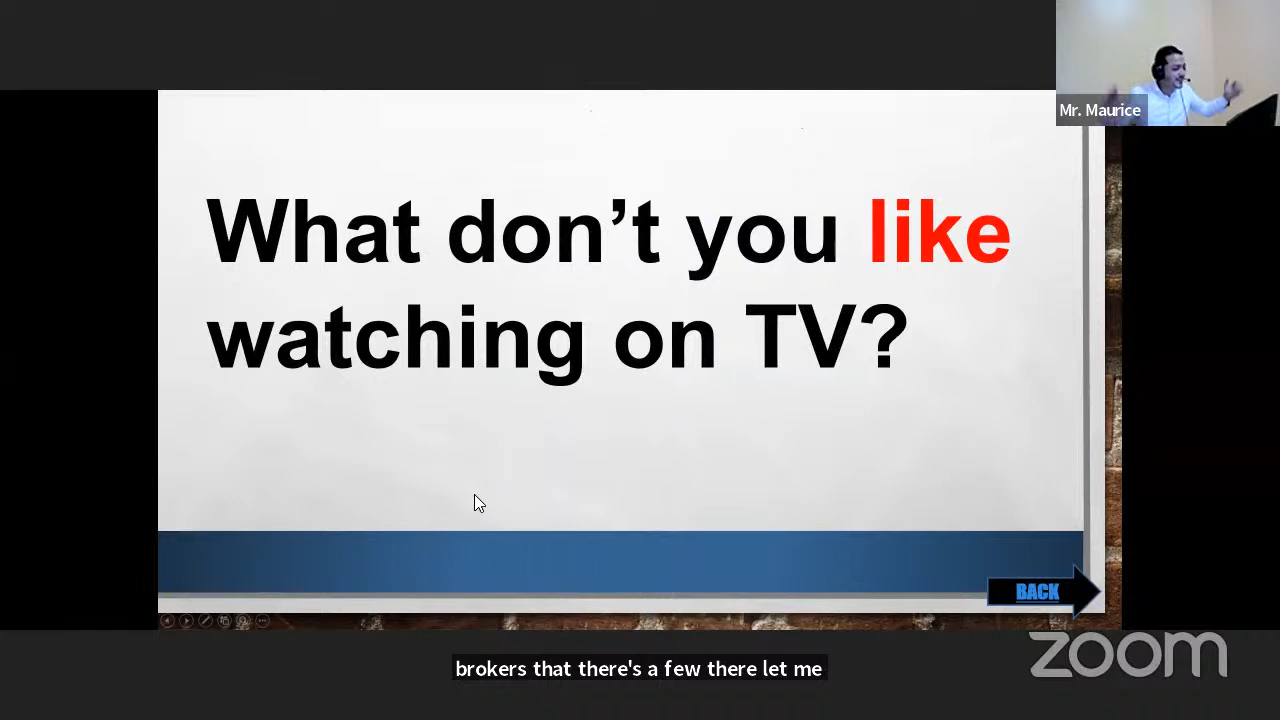 Mr. Maurice
What don’t you like
watching on TV?
BACK
zoom
brokers that there's a few there let me